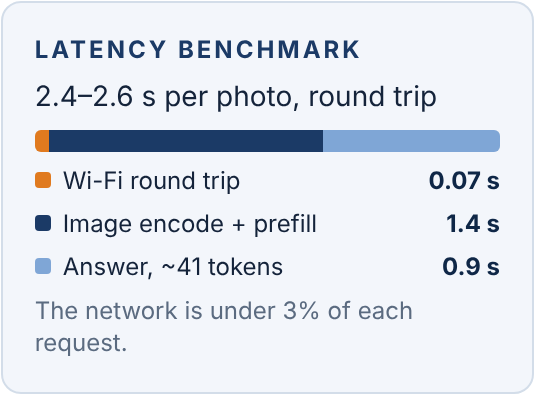 LATENCY BENCHMARK
2.4–2.6 s per photo, round trip
Wi-Fi round trip 0.07 s
Image encode + prefill 1.4 s
Answer, ~41 tokens 0.9 s
The network is under 3% of each
request.